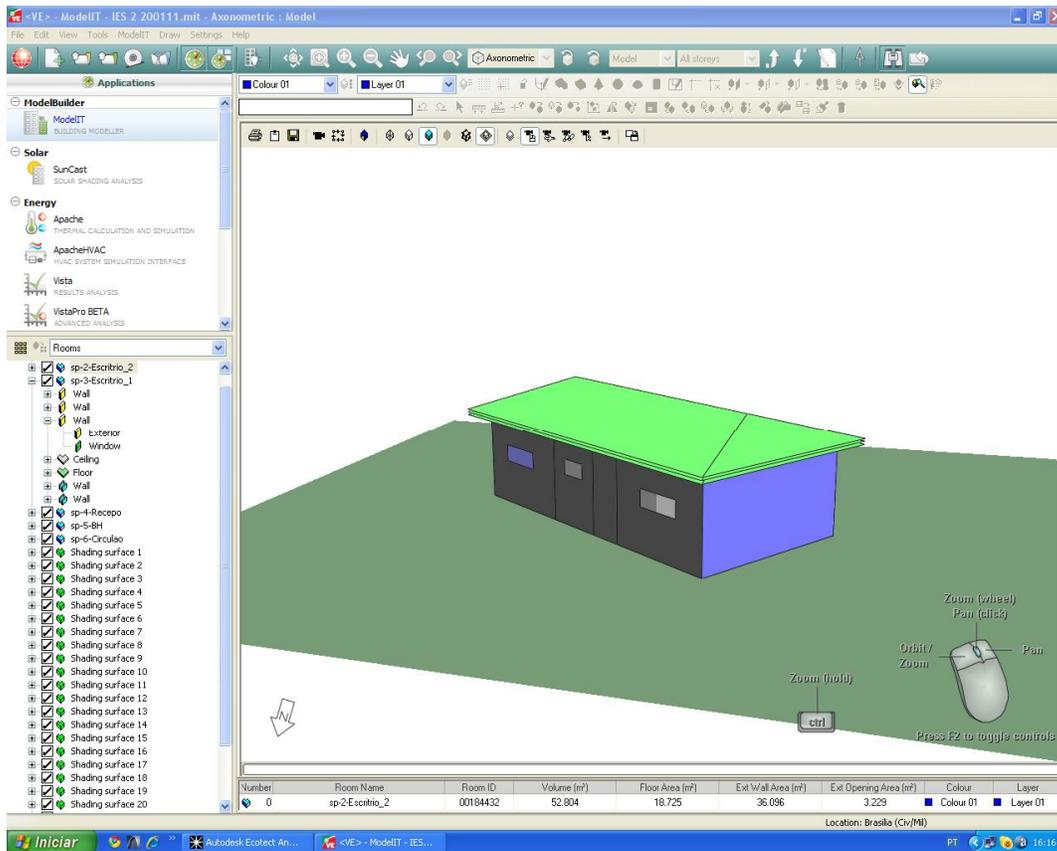 <VE> - ModelIT - IES 2 200111.mit - Axonometric : Model
File Edit View Tools ModelIT Draw Settings Help
Axonometric Model All storeys
Applications
Colour 01 Layer 01
ModelBuilder
ModelIT
BUILDING MODELLER
Solar
SunCast
SOLAR SHADING ANALYSIS
Energy
Apache
THERMAL CALCULATION AND SIMULATION
ApacheHVAC
HVAC SYSTEM SIMULATION INTERFACE
Vista
RESULTS ANALYSIS
VistaPro BETA
ADVANCED ANALYSIS
Rooms
sp-2-Escritrio_2
sp-3-Escritrio_1
Wall
Wall
Wall
Exterior
Window
Ceiling
Floor
Wall
Wall
sp-4-Recepo
sp-5-BH
sp-6-Circulao
Shading surface 1
Shading surface 2
Shading surface 3
Shading surface 4
Shading surface 5
Shading surface 6
Shading surface 7
Shading surface 8
Shading surface 9
Shading surface 10
Shading surface 11
Shading surface 12
Shading surface 13
Shading surface 14
Shading surface 15
Shading surface 16
Shading surface 17
Shading surface 18
Shading surface 19
Shading surface 20
Zoom (wheel)
Pan (click)
Orbit / Zoom
Pan
Zoom (hold)
ctrl
Press F2 to toggle controls
N
Number Room Name Room ID Volume (m³) Floor Area (m²) Ext Wall Area (m²) Ext Opening Area (m²) Colour Layer
0 sp-2-Escritrio_2 00184432 52.804 18.725 36.096 3.229 Colour 01 Layer 01
Location: Brasilia (Civ/Mil)
Iniciar Autodesk Ecotect An... <VE> - ModelIT - IES... PT 16:16